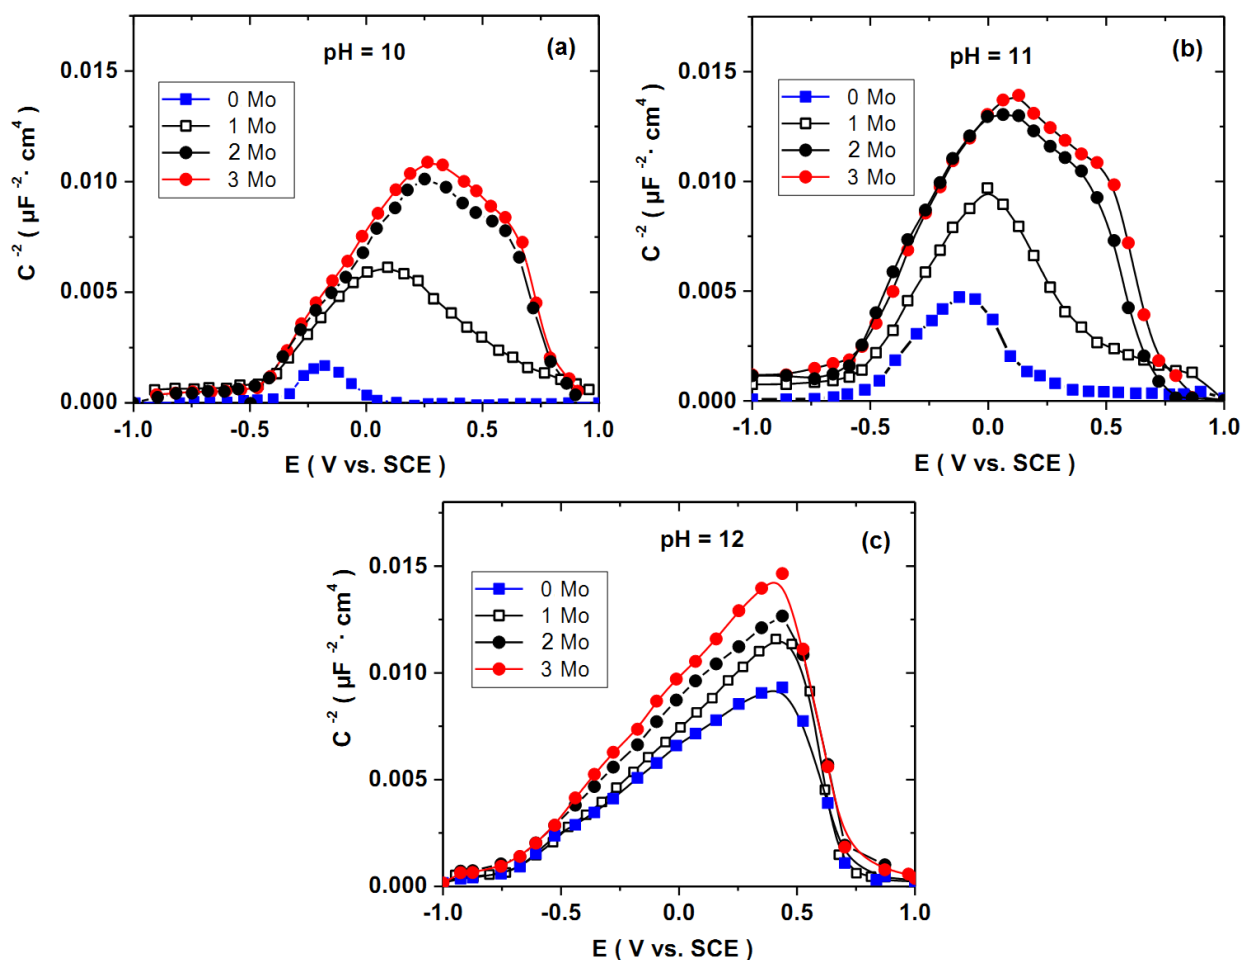 (a)
pH = 10
0 Mo
1 Mo
2 Mo
3 Mo
0.015
0.010
0.005
0.000
C⁻² ( µF⁻²· cm⁴ )
-1.0 -0.5 0.0 0.5 1.0
E ( V vs. SCE )
(b)
pH = 11
0 Mo
1 Mo
2 Mo
3 Mo
0.015
0.010
0.005
0.000
C⁻² ( µF⁻²· cm⁴ )
-1.0 -0.5 0.0 0.5 1.0
E ( V vs. SCE )
(c)
pH = 12
0 Mo
1 Mo
2 Mo
3 Mo
0.015
0.010
0.005
0.000
C⁻² ( µF⁻²· cm⁴ )
-1.0 -0.5 0.0 0.5 1.0
E ( V vs. SCE )